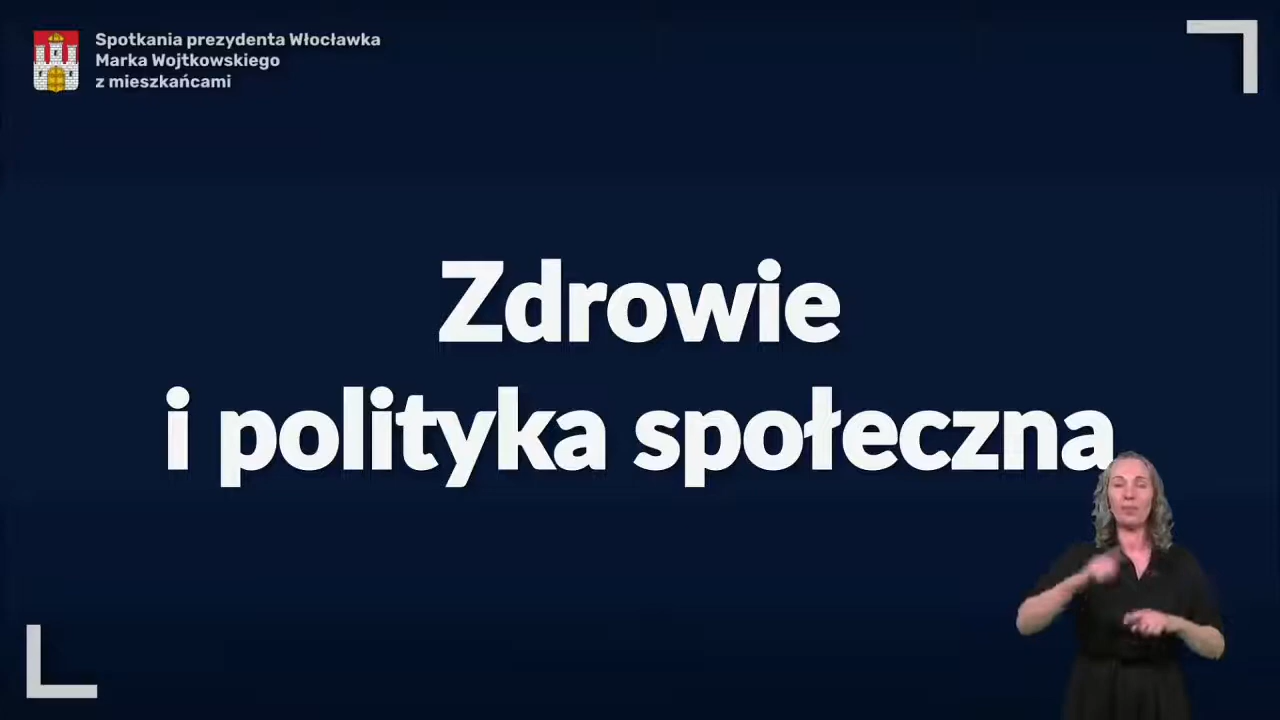 Spotkania prezydenta Włocławka
Marka Wojtkowskiego
z mieszkańcami
Zdrowie
i polityka społeczna